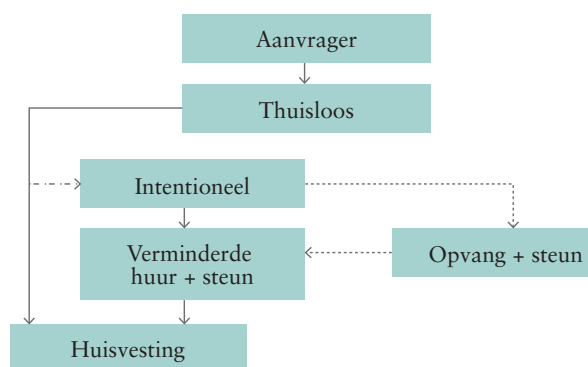 Aanvrager
Thuisloos
Intentioneel
Verminderde
huur + steun
Opvang + steun
Huisvesting